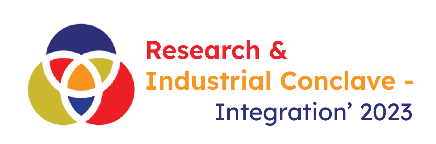 Research &
Industrial Conclave -
Integration’ 2023